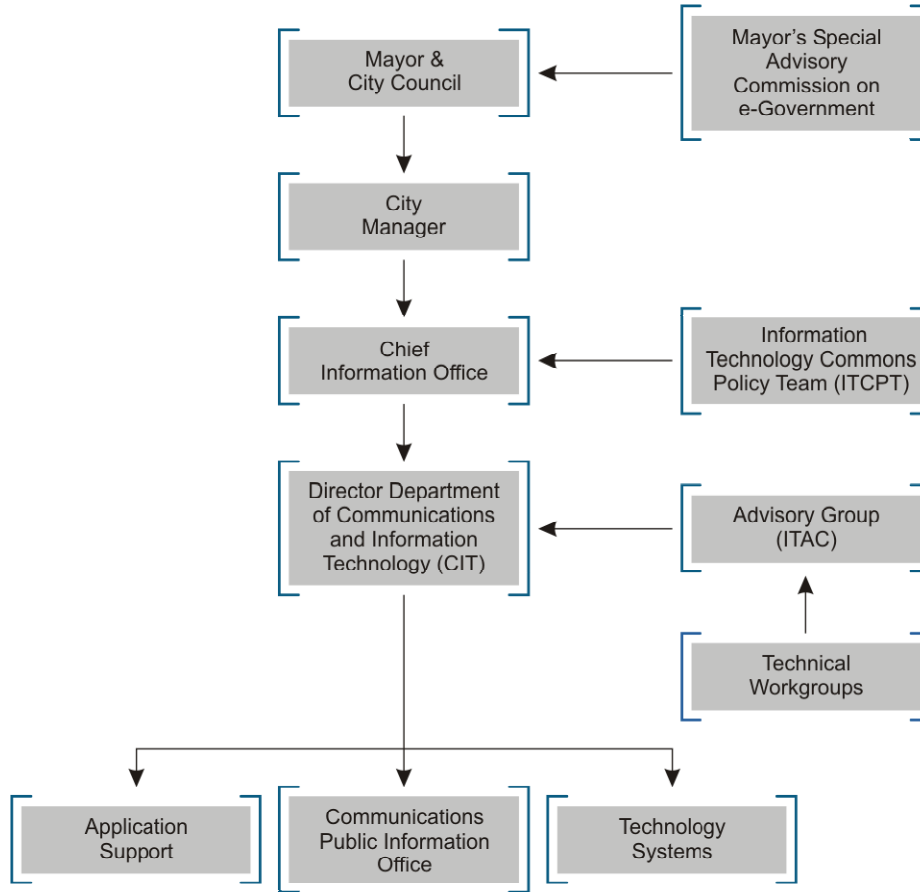 Mayor &
City Council
Mayor's Special
Advisory
Commission on
e-Government
City
Manager
Chief
Information Office
Information
Technology Commons
Policy Team (ITCPT)
Director Department
of Communications
and Information
Technology (CIT)
Advisory Group
(ITAC)
Technical
Workgroups
Application
Support
Communications
Public Information
Office
Technology
Systems